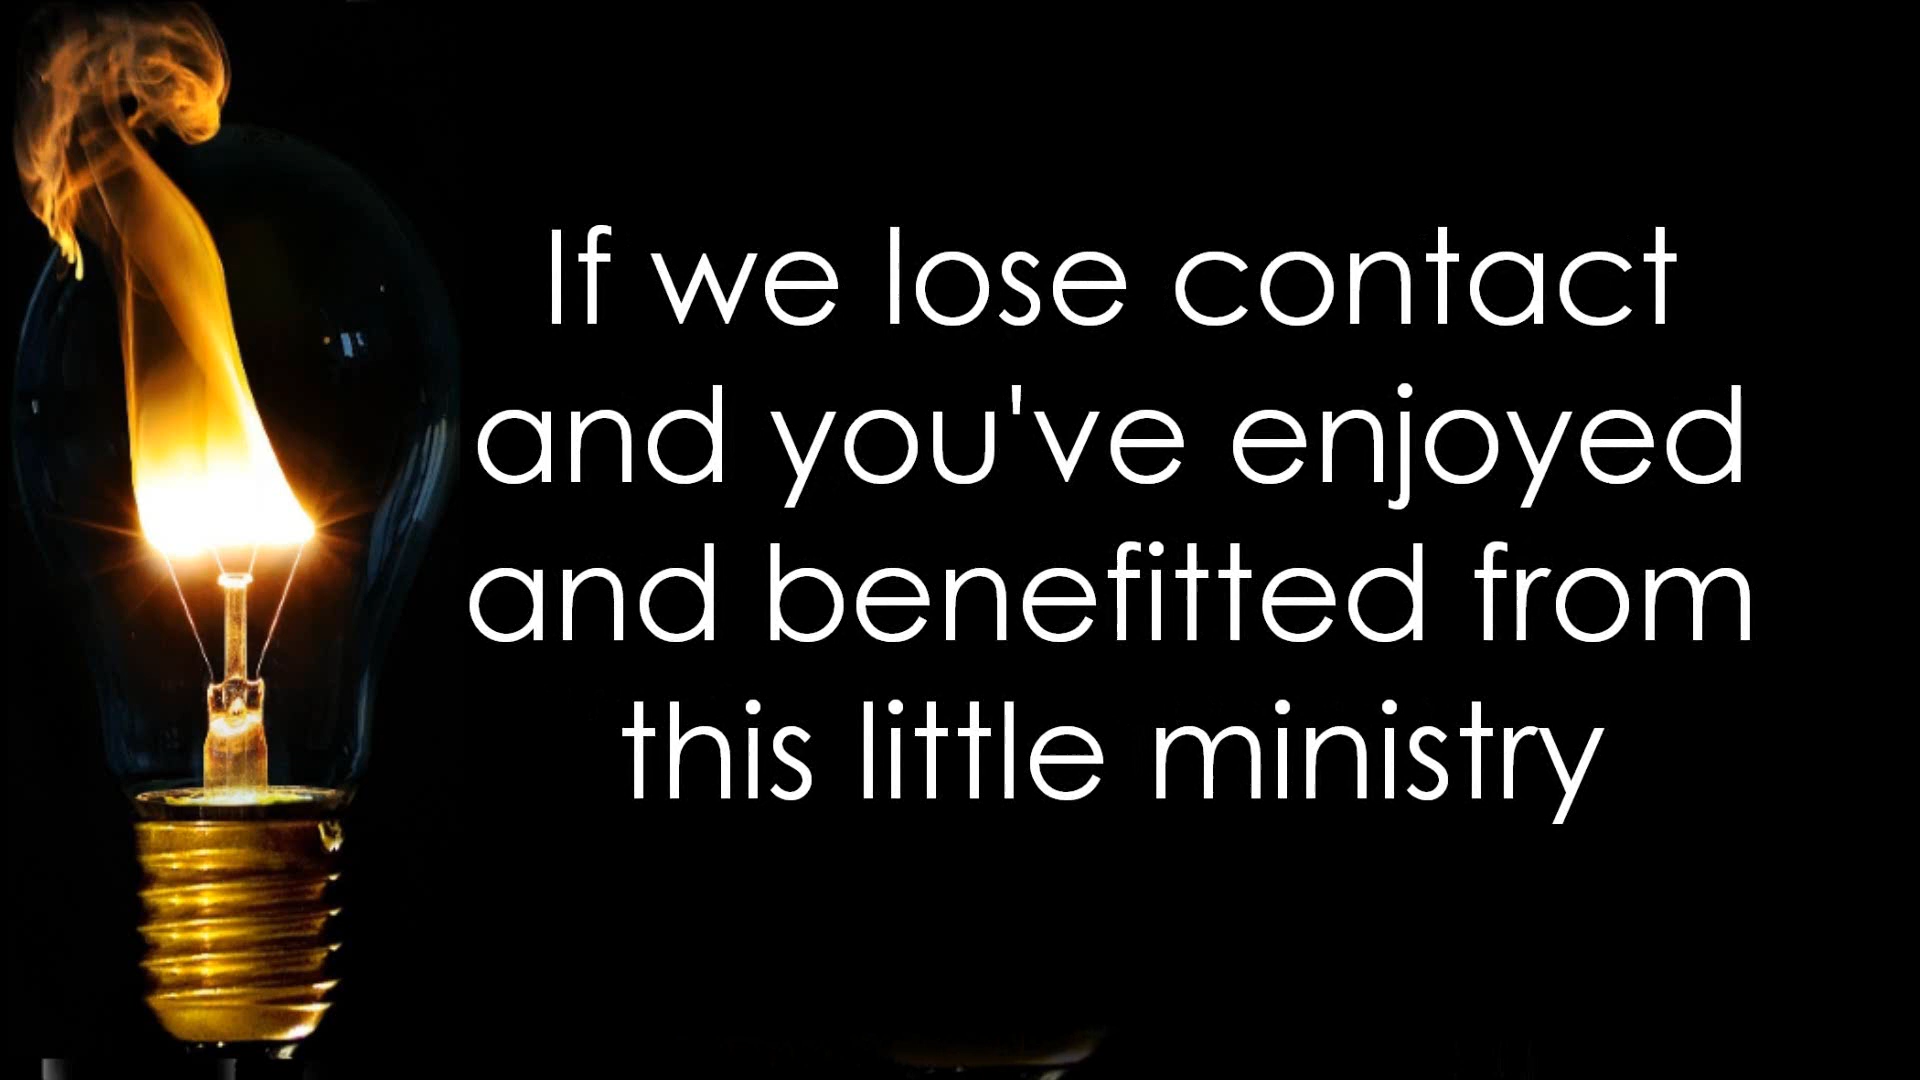 If we lose contact
and you've enjoyed
and benefitted from
this little ministry